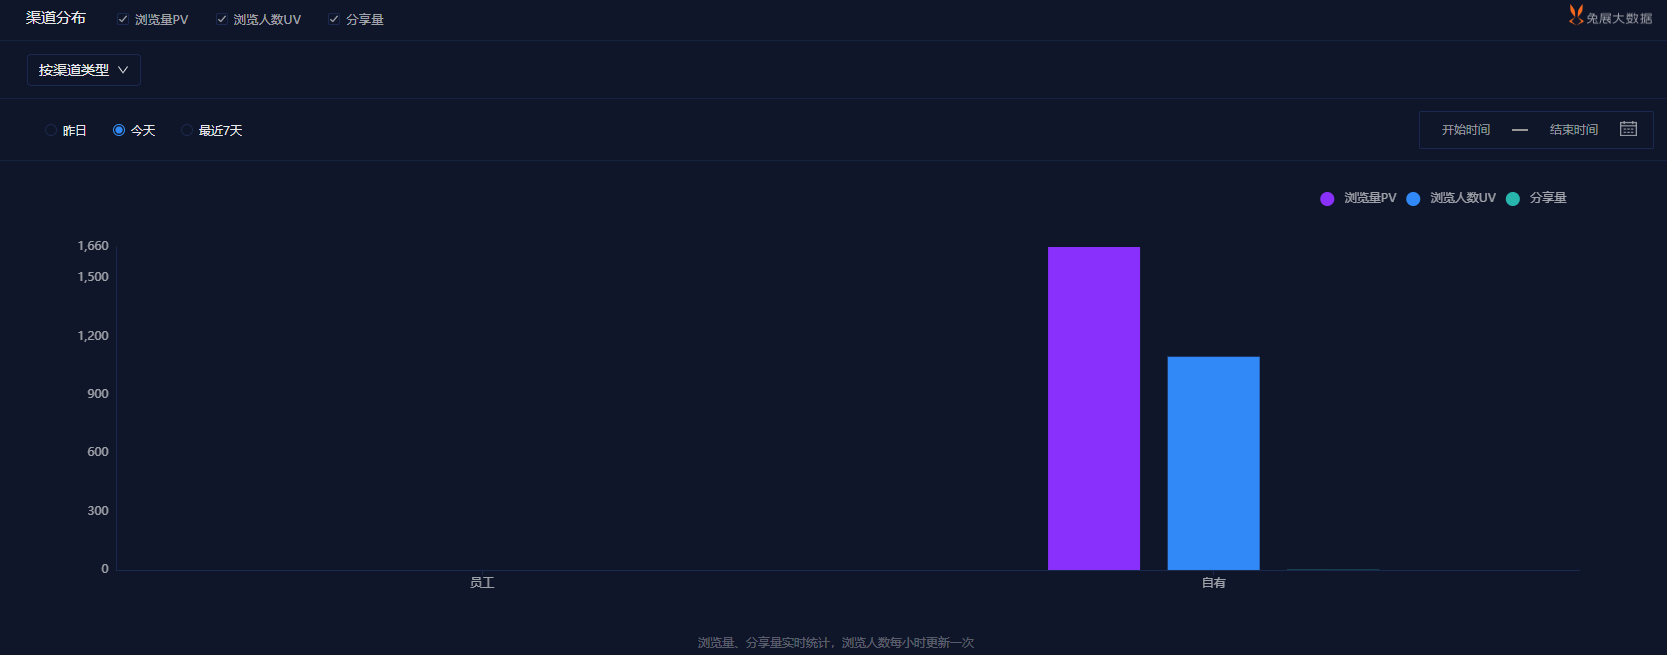 渠道分布 浏览量PV 浏览人数UV 分享量 兔展大数据
按渠道类型
昨日 今天 最近7天 开始时间 — 结束时间
浏览量PV 浏览人数UV 分享量
1,660
1,500
1,200
900
600
300
0
员工 自有
浏览量、分享量实时统计，浏览人数每小时更新一次